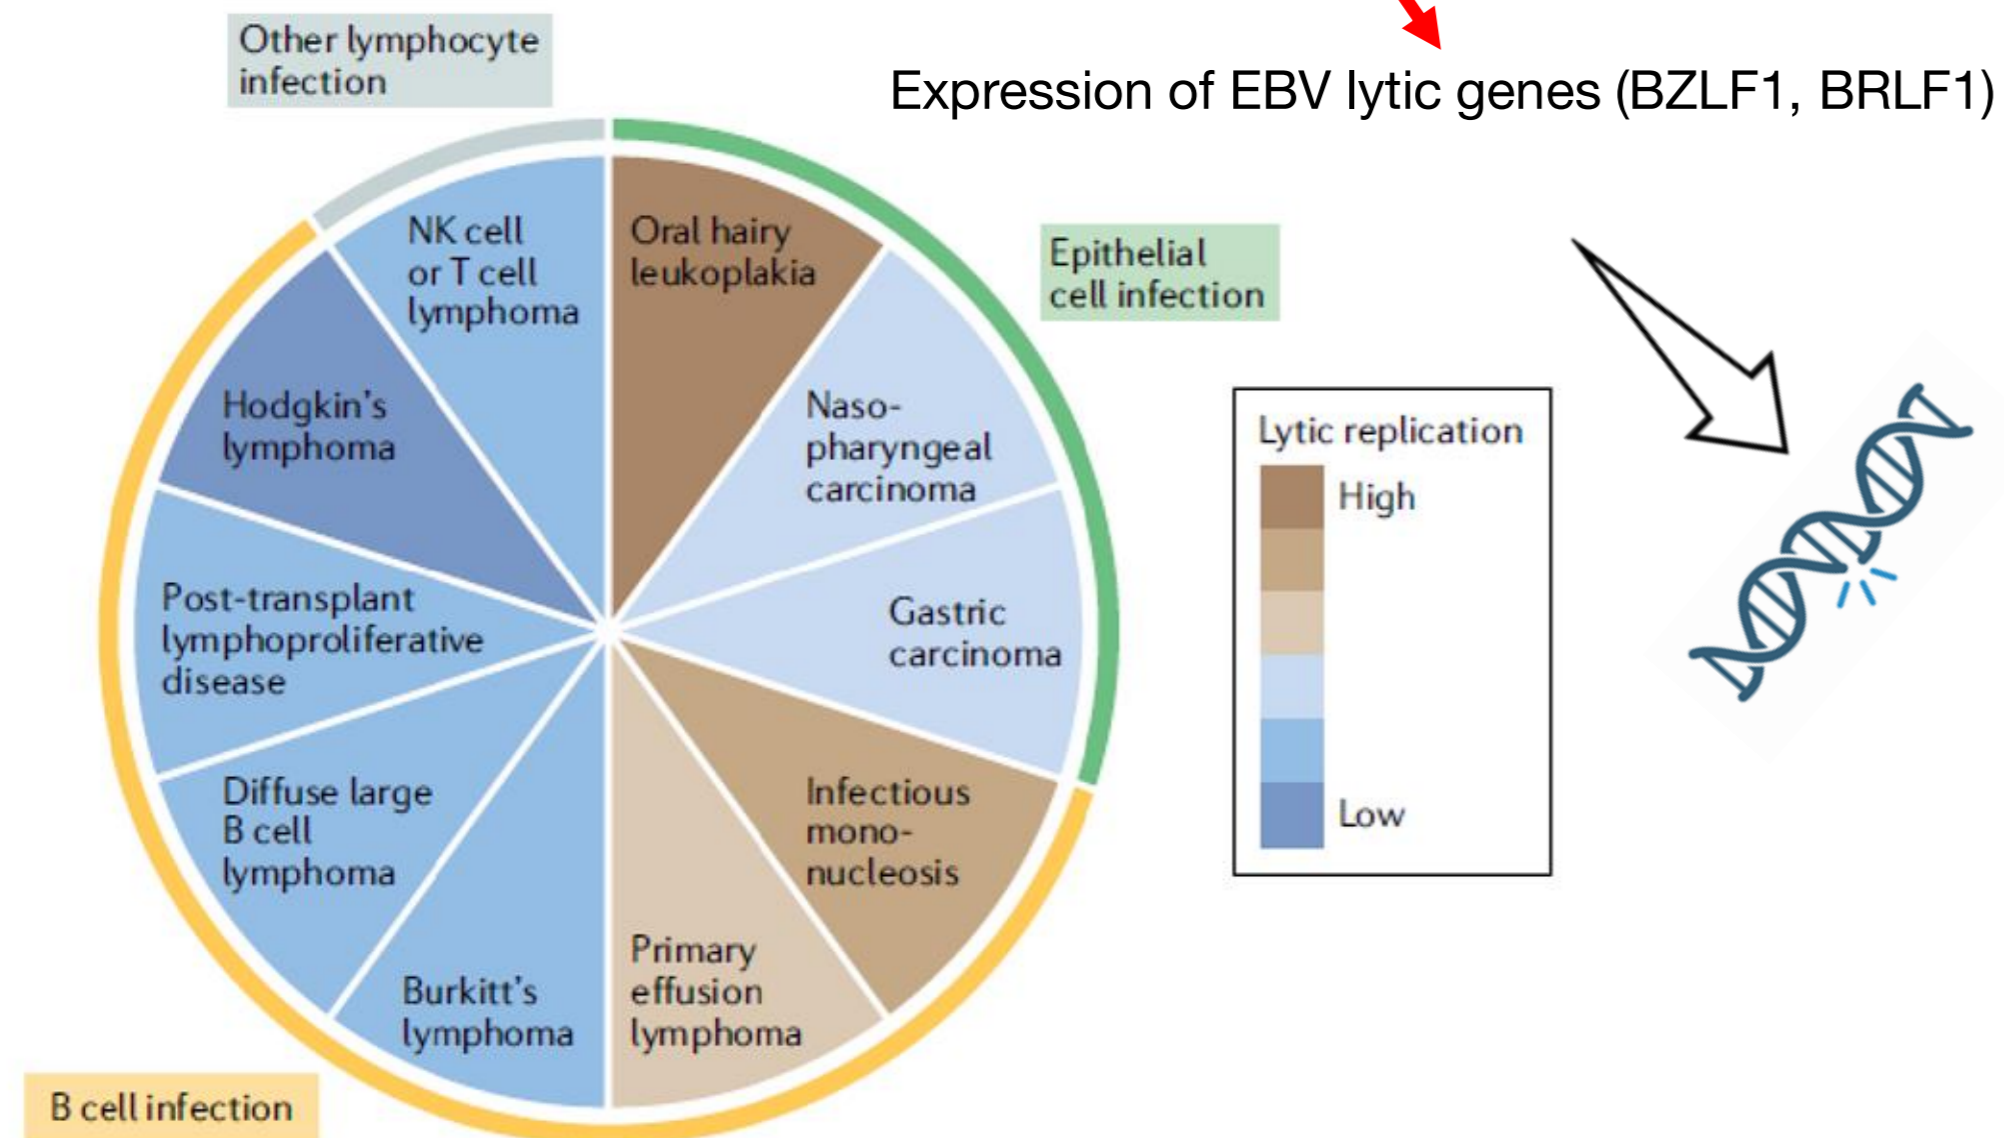 Other lymphocyte
infection
Expression of EBV lytic genes (BZLF1, BRLF1)
NK cell
or T cell
lymphoma
Oral hairy
leukoplakia
Epithelial
cell infection
Hodgkin's
lymphoma
Naso-
pharyngeal
carcinoma
Lytic replication
High
Low
Post-transplant
lymphoproliferative
disease
Gastric
carcinoma
Diffuse large
B cell
lymphoma
Infectious
mono-
nucleosis
Burkitt's
lymphoma
Primary
effusion
lymphoma
B cell infection